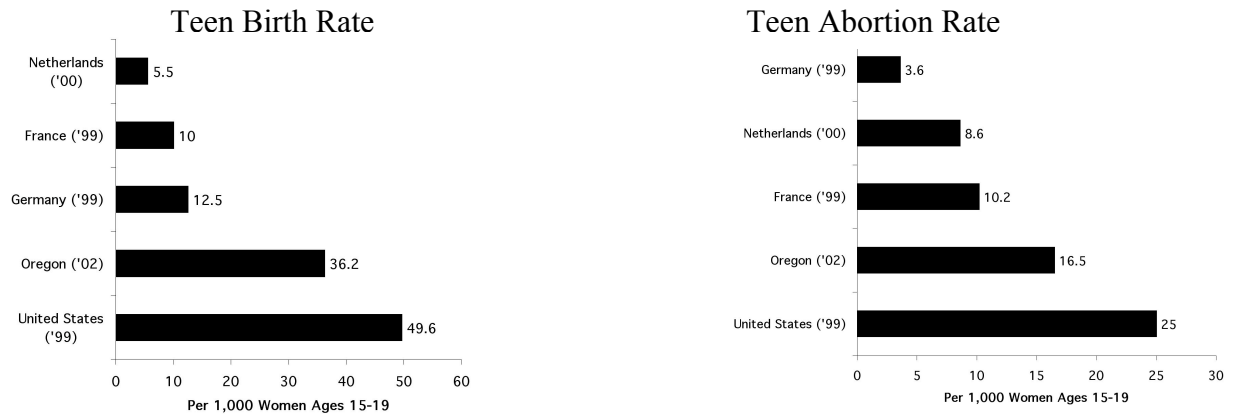 Teen Birth Rate
Netherlands
('00)
5.5
France ('99)
10
Germany ('99)
12.5
Oregon ('02)
36.2
United States
('99)
49.6
0 10 20 30 40 50 60
Per 1,000 Women Ages 15-19
Teen Abortion Rate
Germany ('99)
3.6
Netherlands ('00)
8.6
France ('99)
10.2
Oregon ('02)
16.5
United States ('99)
25
0 5 10 15 20 25 30
Per 1,000 Women Ages 15-19